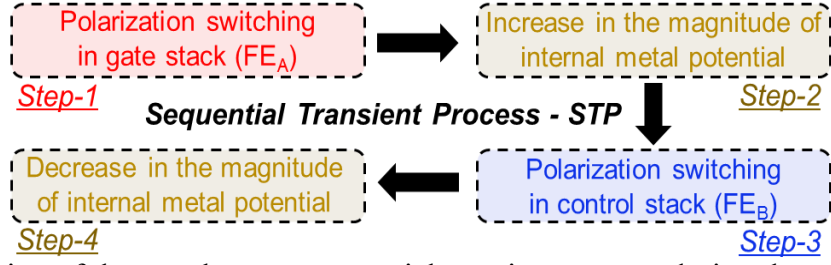 Polarization switching
in gate stack (FEA)
Step-1
Increase in the magnitude of
internal metal potential
Step-2
Sequential Transient Process - STP
Polarization switching
in control stack (FEB)
Step-3
Decrease in the magnitude
of internal metal potential
Step-4